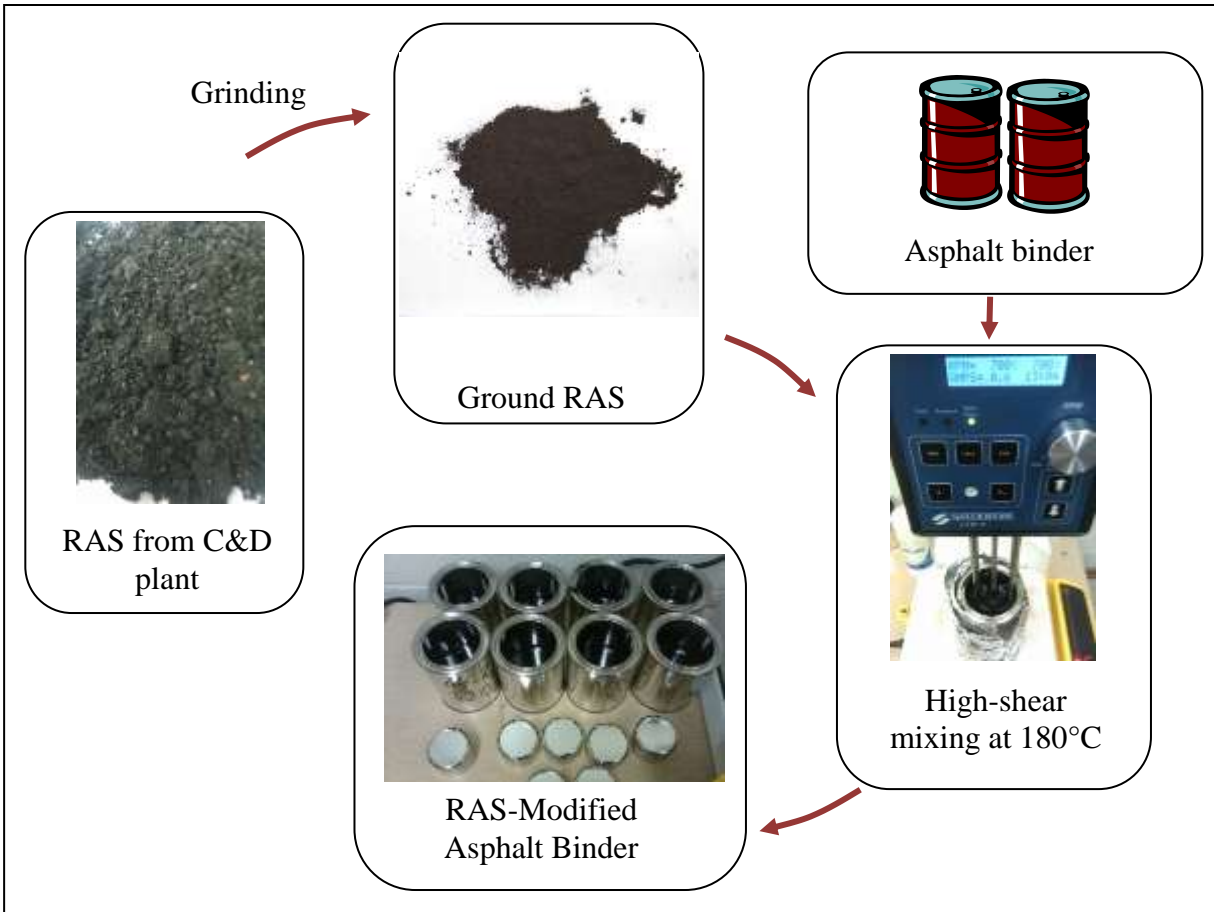 Grinding
Ground RAS
Asphalt binder
RAS from C&D
plant
High-shear
mixing at 180°C
RAS-Modified
Asphalt Binder